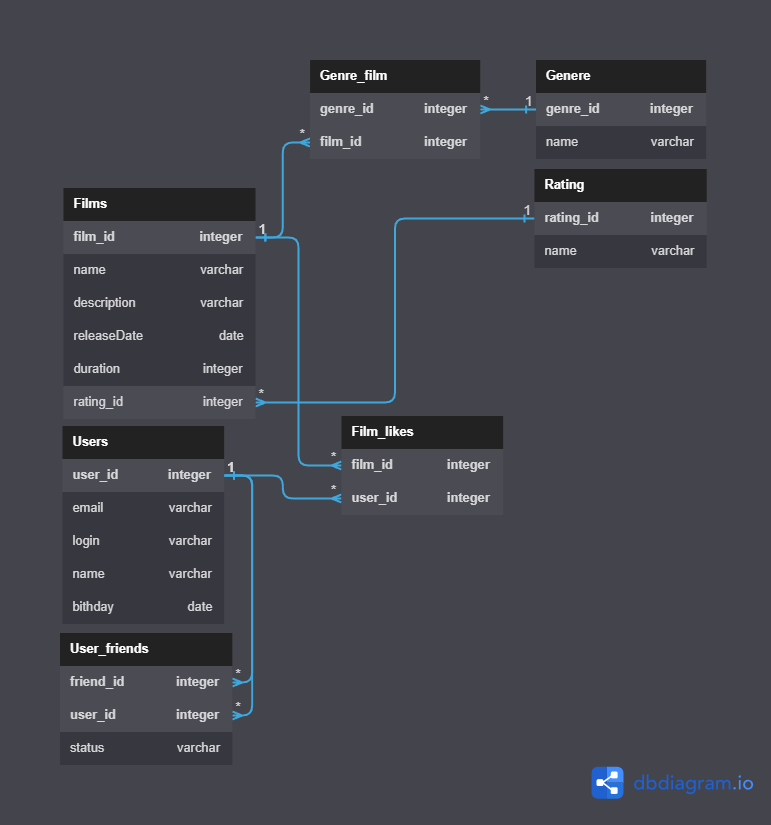 Genre_film
genre_id integer
film_id integer
Genere
genre_id integer
name varchar
* 1
*
Rating
rating_id integer
name varchar
1
Films
film_id integer
name varchar
description varchar
releaseDate date
duration integer
rating_id integer
1
*
Film_likes
film_id integer
user_id integer
*
*
Users
user_id integer
email varchar
login varchar
name varchar
bithday date
1
User_friends
friend_id integer
user_id integer
status varchar
*
*
dbdiagram.io